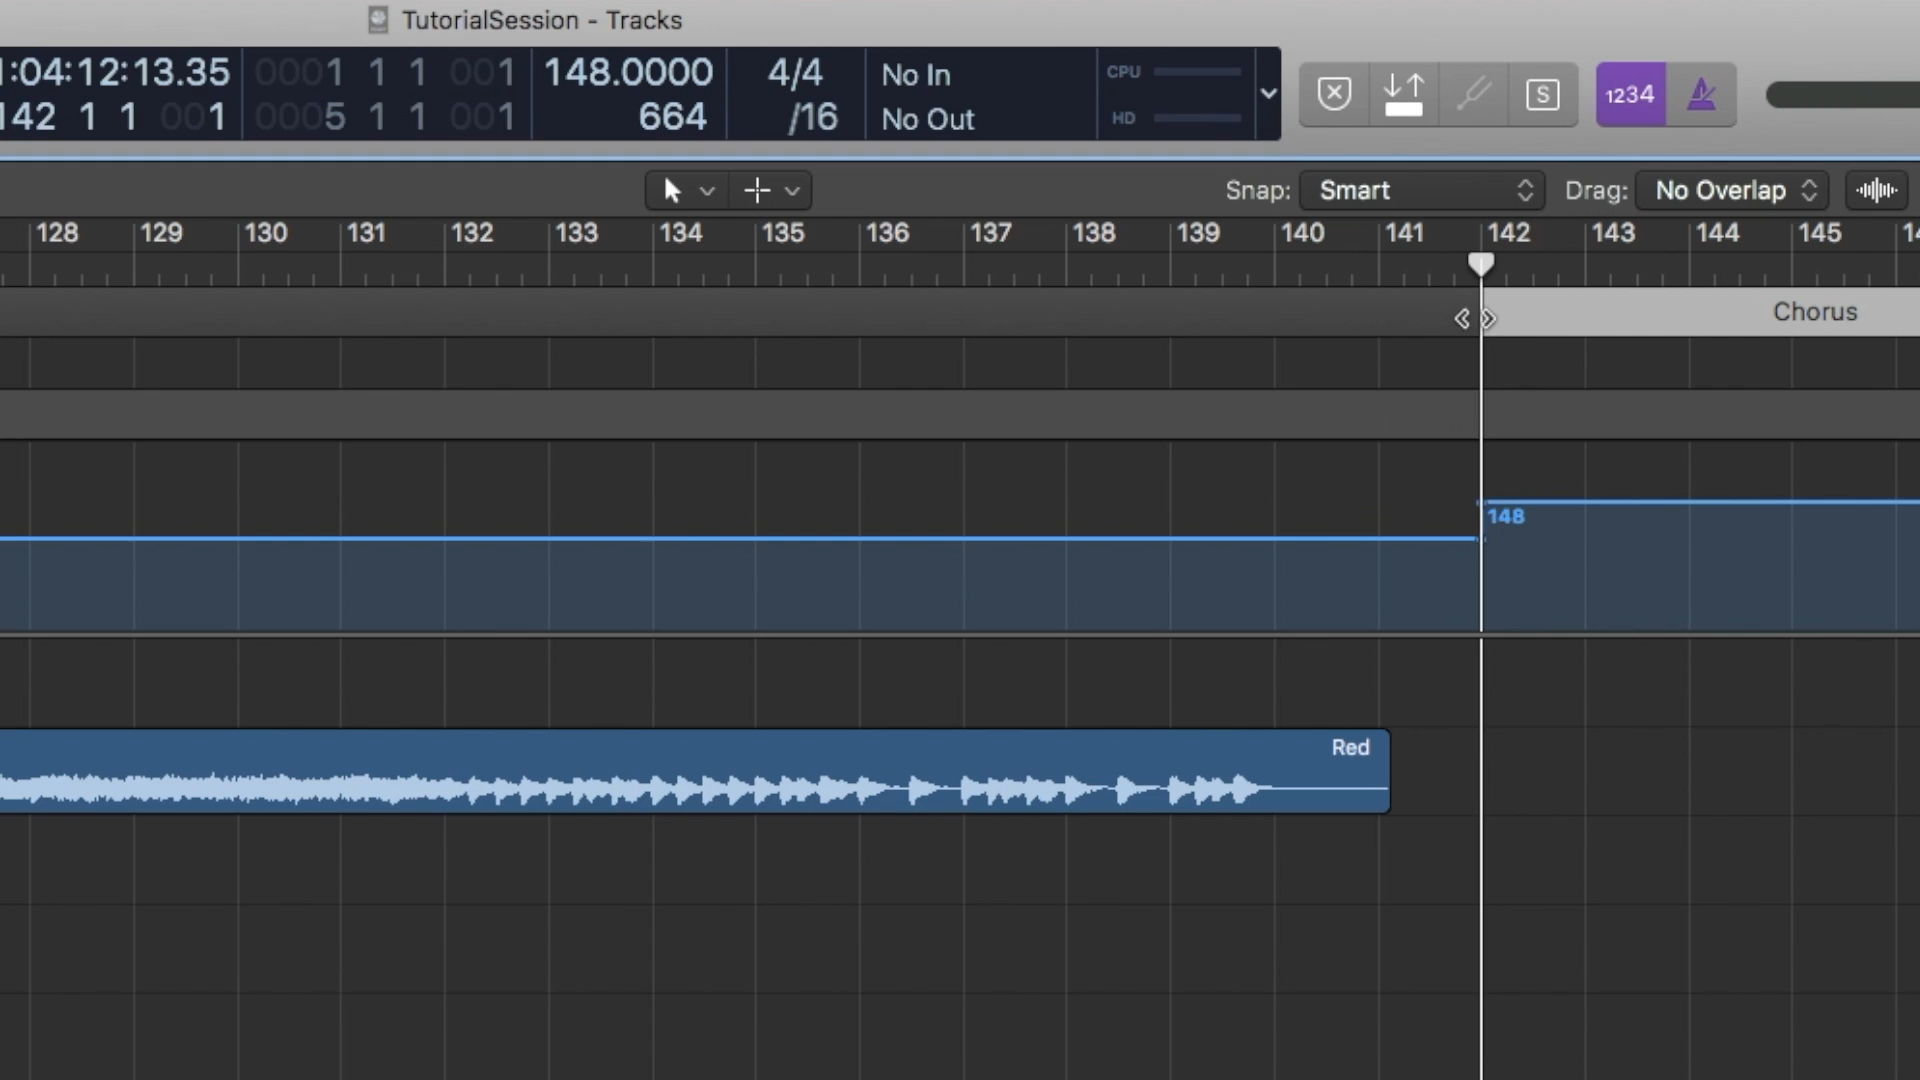 TutorialSession - Tracks
1:04:12:13.35 0001 1 1 001 148.0000 4/4 No In CPU
142 1 1 001 0005 1 1 001 664 /16 No Out HD
S 1234
Snap: Smart Drag: No Overlap
128 129 130 131 132 133 134 135 136 137 138 139 140 141 142 143 144 145
Chorus
148
Red